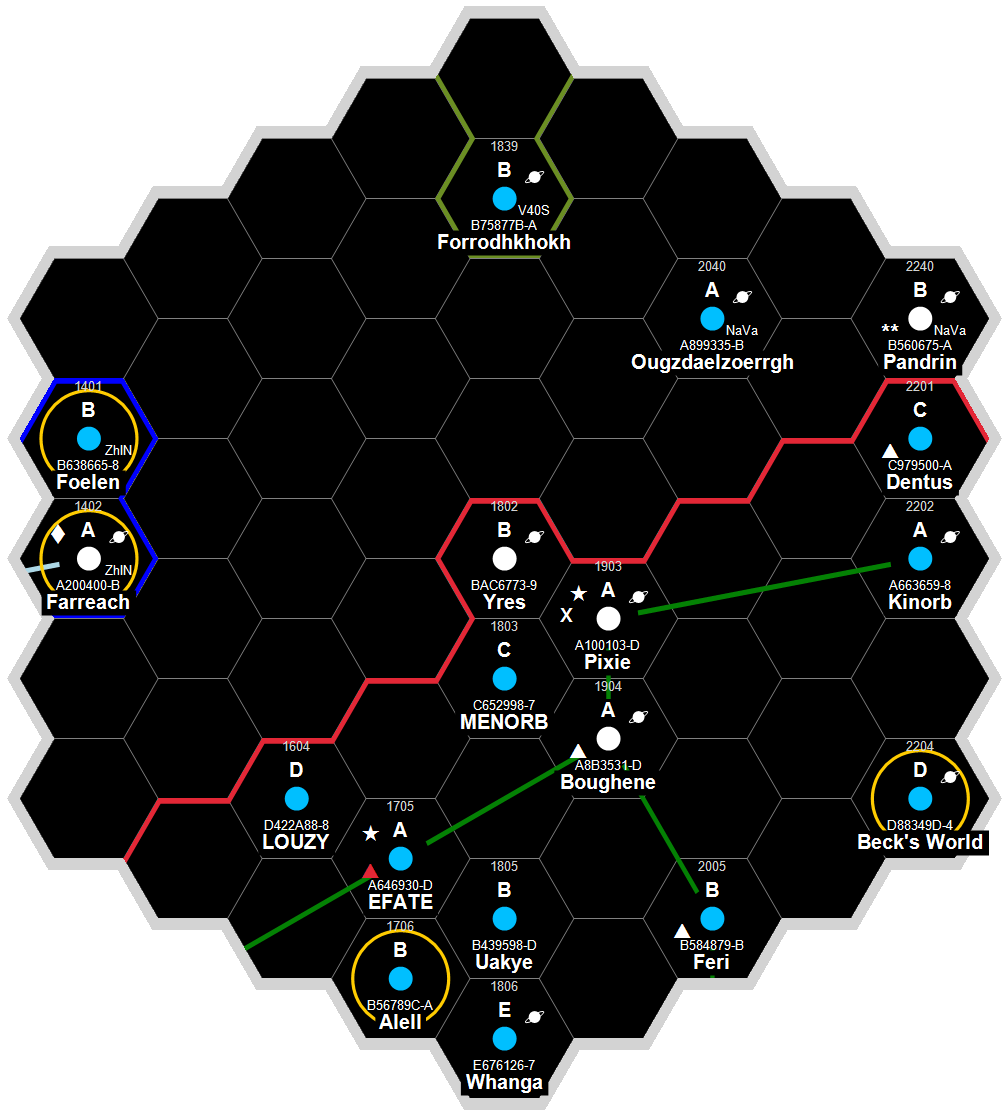 1839
B
V40S
B75877B-A
Forrodhkhokh
2040
A
NaVa
A899335-B
Ougzdaelzoerrgh
2240
B
** NaVa
B560675-A
Pandrin
1401
B
ZhIN
B638665-8
Foelen
2201
C
C979500-A
Dentus
1402
A
ZhIN
A200400-B
Farreach
1802
B
BAC6773-9
Yres
2202
A
A663659-8
Kinorb
1903
A
X
A100103-D
Pixie
1803
C
C652998-7
MENORB
1904
A
A8B3531-D
Boughene
1604
D
D422A88-8
LOUZY
2204
D
D88349D-4
Beck's World
1705
A
A646930-D
EFATE
1805
B
B439598-D
Uakye
2005
B
B584879-B
Feri
1706
B
B56789C-A
Alell
1806
E
E676126-7
Whanga